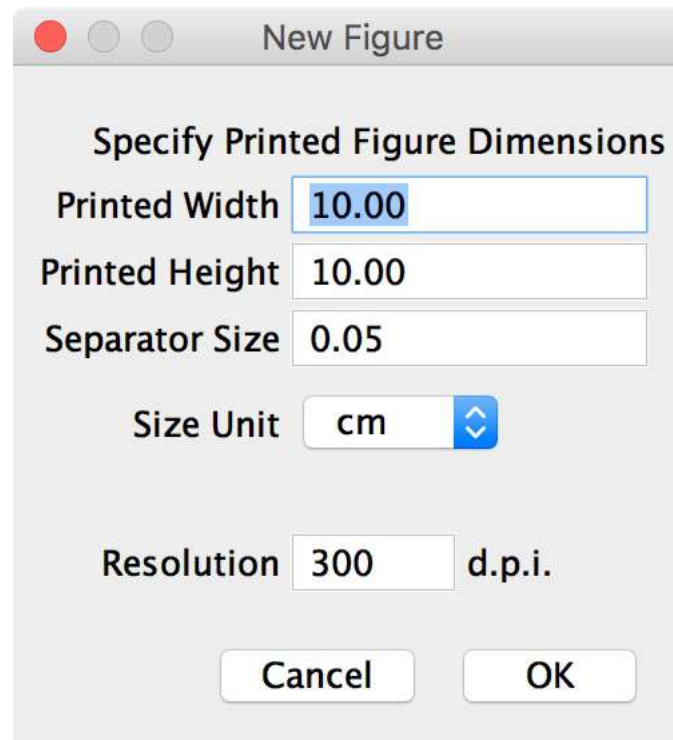 New Figure
Specify Printed Figure Dimensions
Printed Width 10.00
Printed Height 10.00
Separator Size 0.05
Size Unit cm
Resolution 300 d.p.i.
Cancel OK